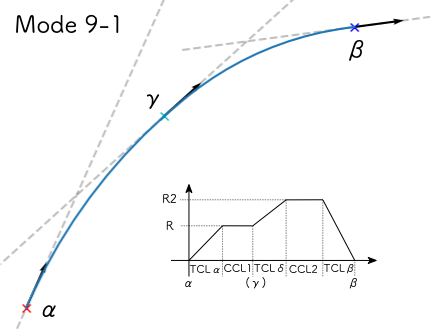 Mode 9-1
β
γ
α
R2
R
TCL α CCL1 TCL δ CCL2 TCL β
α (γ) β